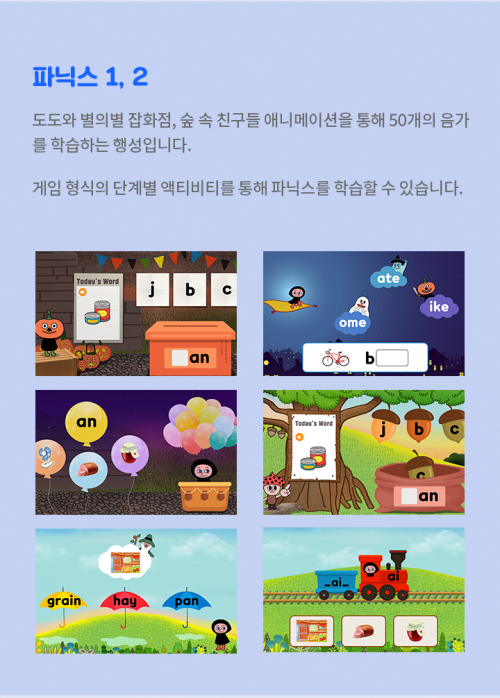 파닉스 1, 2
도도와 별의별 잡화점, 숲 속 친구들 애니메이션을 통해 50개의 음가
를 학습하는 행성입니다.
게임 형식의 단계별 액티비티를 통해 파닉스를 학습할 수 있습니다.
Today's Word
j b c
an
ate
ike
ome
b
an
Today's Word
j b c
c
an
grain hay pan
_ai_ ai